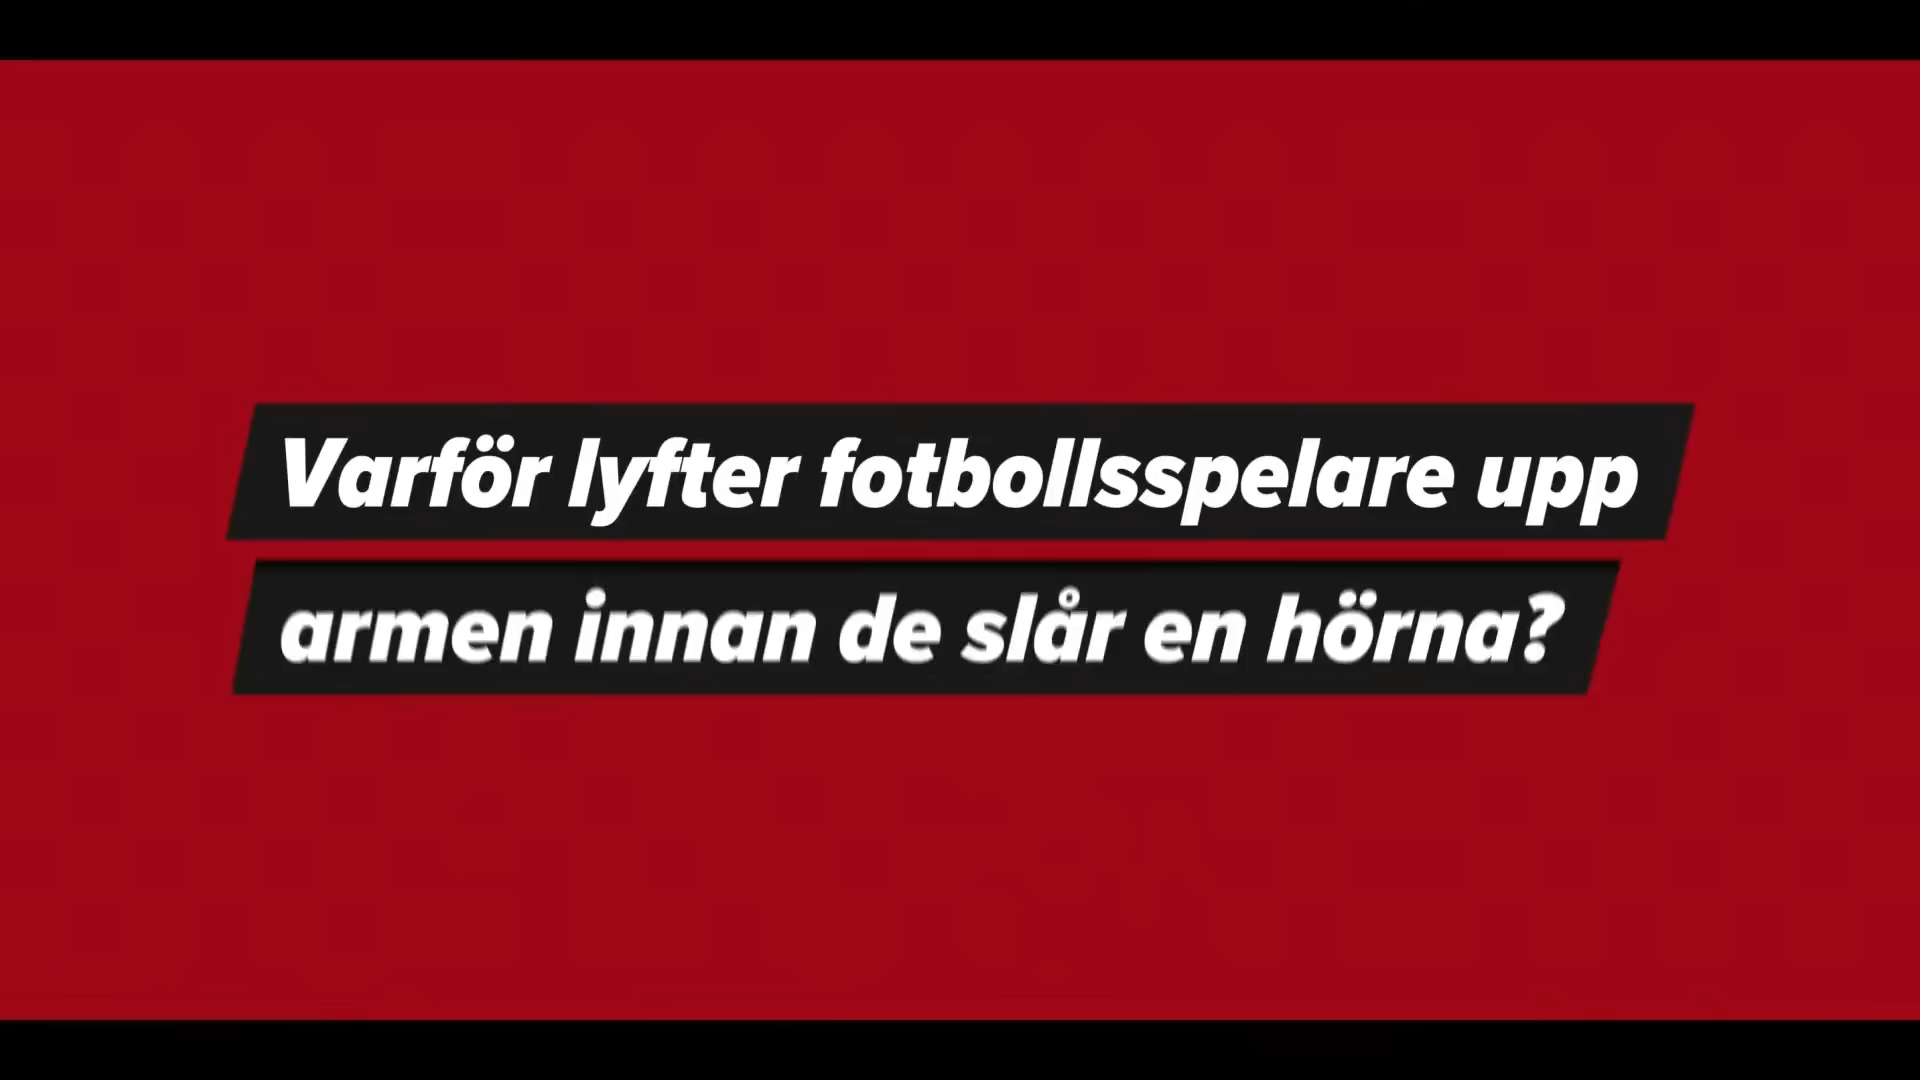 Varför lyfter fotbollsspelare upp
armen innan de slår en hörna?